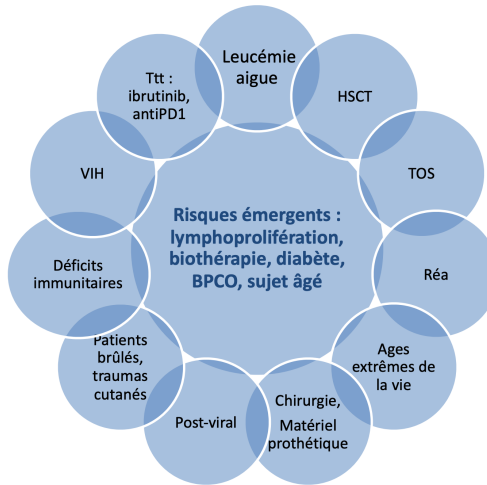 Leucémie
aigue
HSCT
TOS
Réa
Ages
extrêmes de
la vie
Chirurgie,
Matériel
prothétique
Post-viral
Patients
brûlés,
traumas
cutanés
Déficits
immunitaires
VIH
Ttt :
ibrutinib,
antiPD1
Risques émergents :
lymphoprolifération,
biothérapie, diabète,
BPCO, sujet âgé